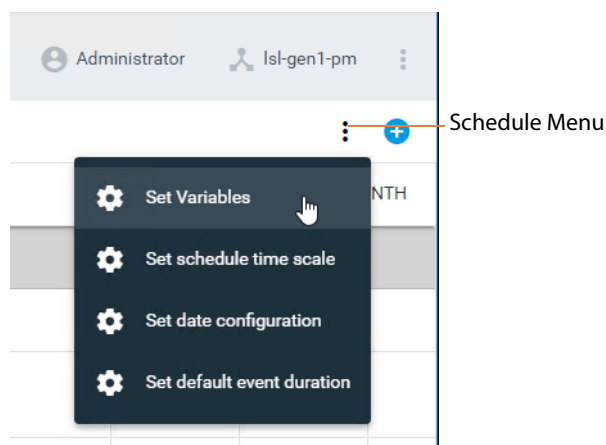 Administrator lsl-gen1-pm
Schedule Menu
Set Variables NTH
Set schedule time scale
Set date configuration
Set default event duration